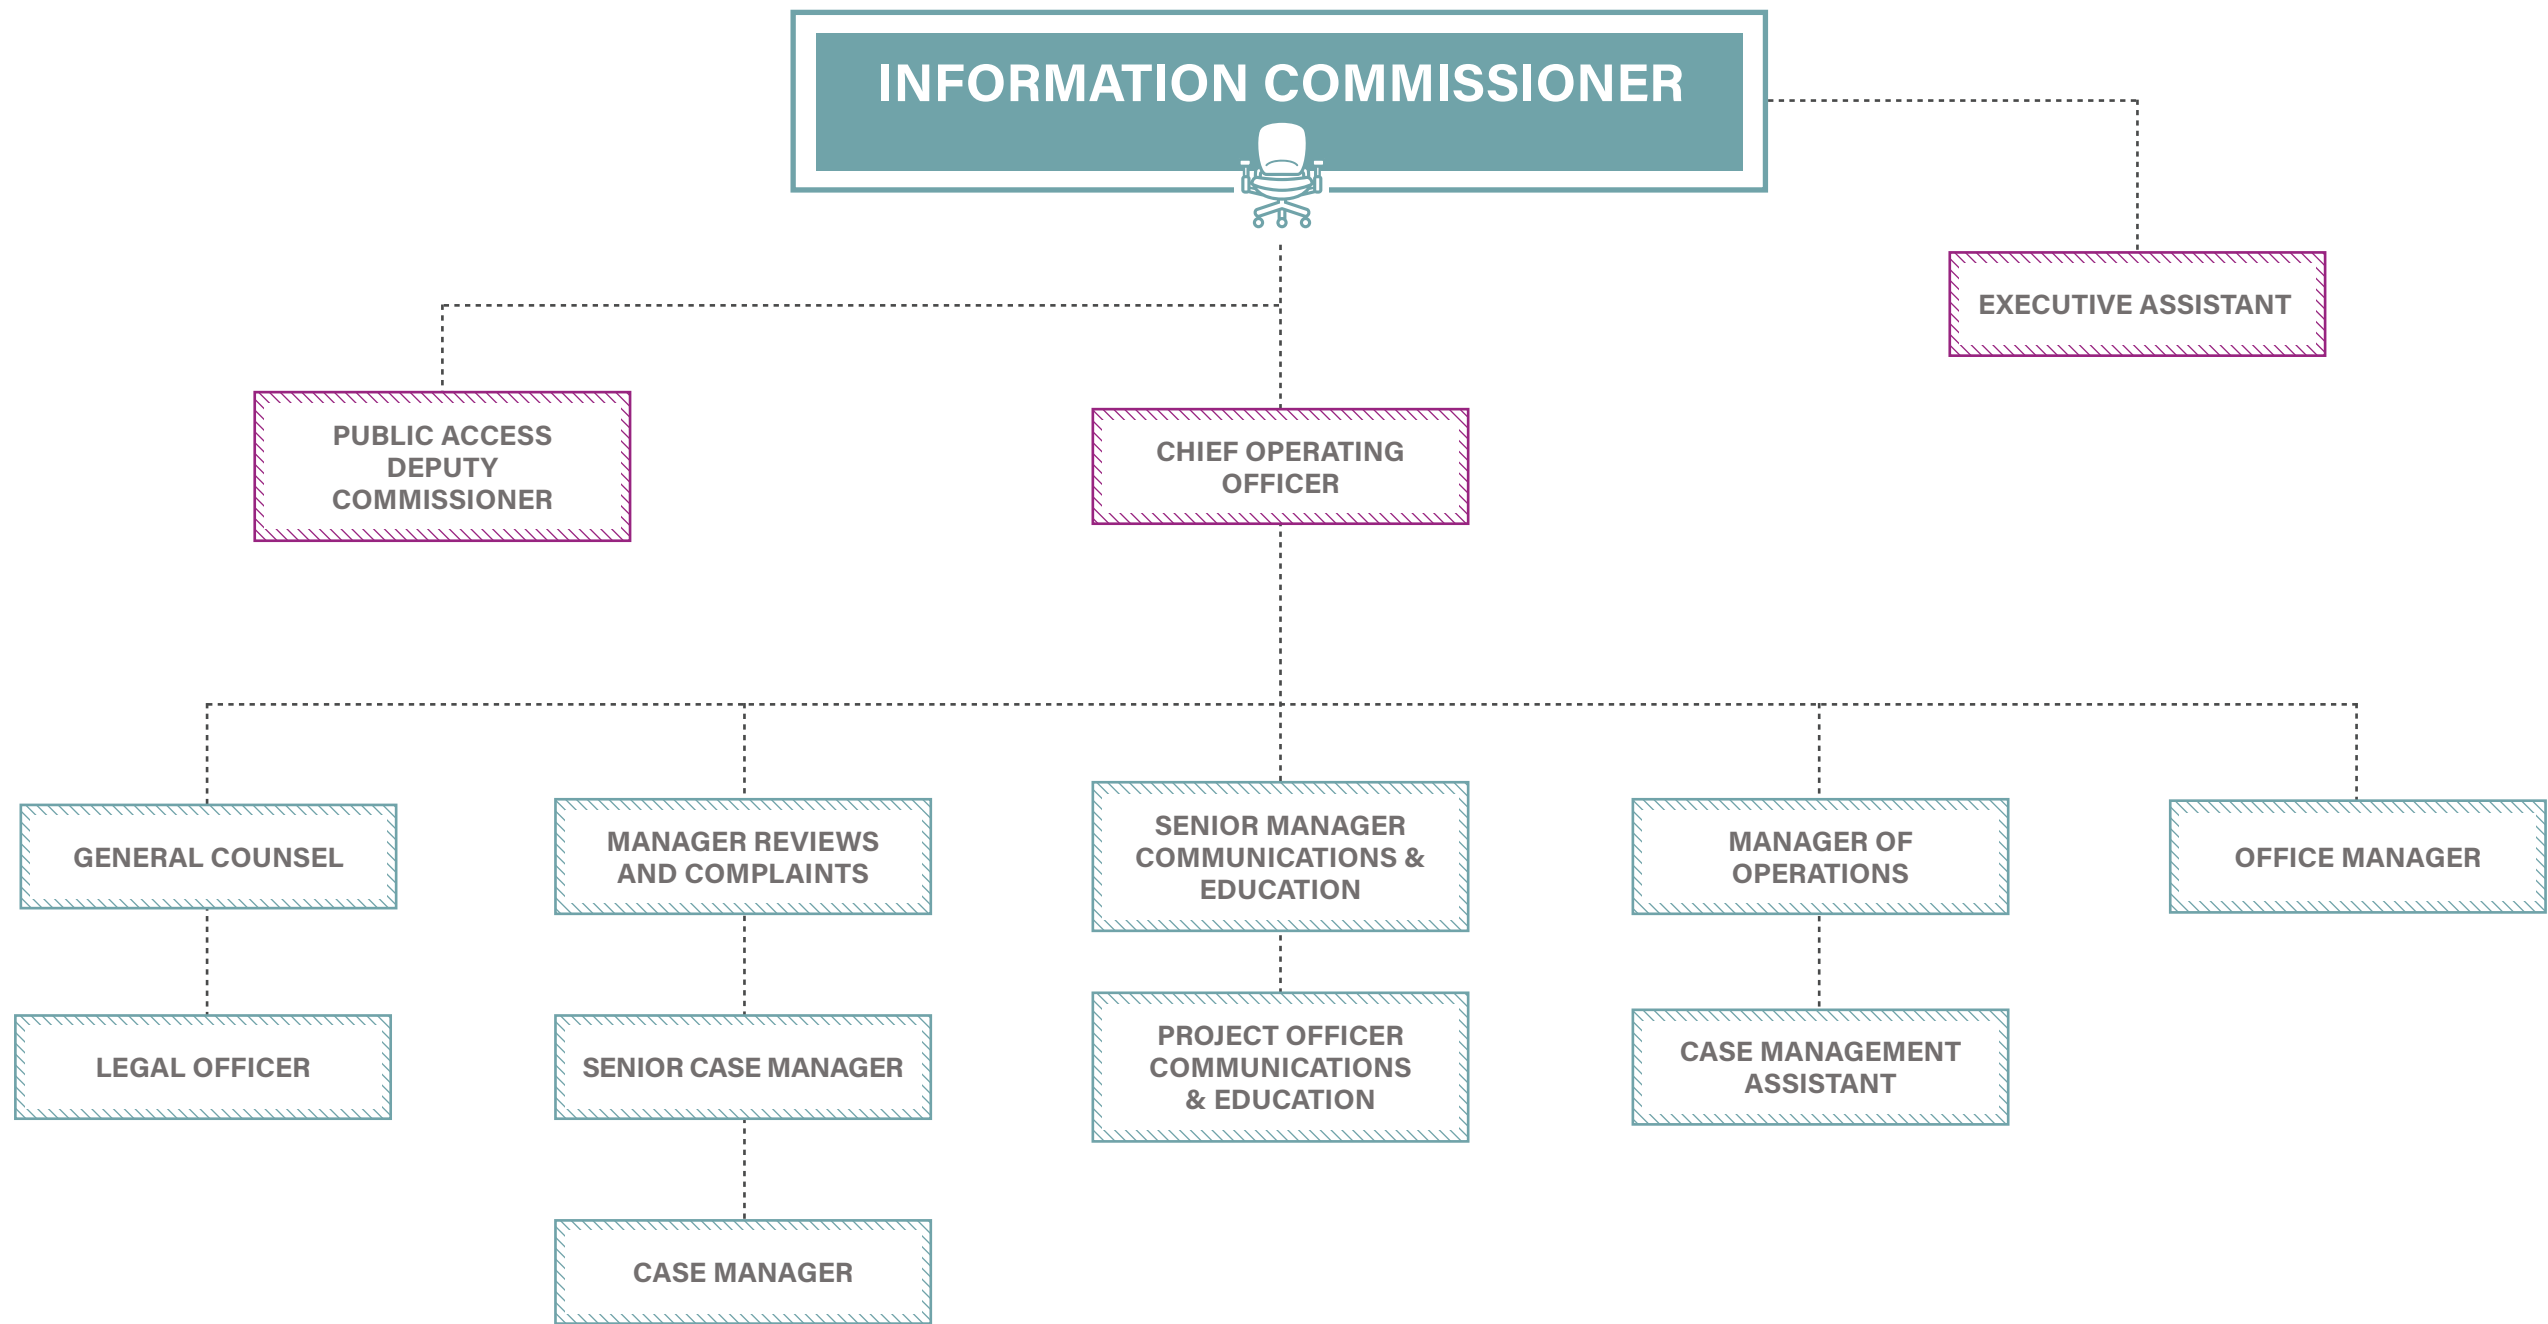 INFORMATION COMMISSIONER
EXECUTIVE ASSISTANT
PUBLIC ACCESS
DEPUTY
COMMISSIONER
CHIEF OPERATING
OFFICER
GENERAL COUNSEL
MANAGER REVIEWS
AND COMPLAINTS
SENIOR MANAGER
COMMUNICATIONS &
EDUCATION
MANAGER OF
OPERATIONS
OFFICE MANAGER
LEGAL OFFICER
SENIOR CASE MANAGER
PROJECT OFFICER
COMMUNICATIONS
& EDUCATION
CASE MANAGEMENT
ASSISTANT
CASE MANAGER